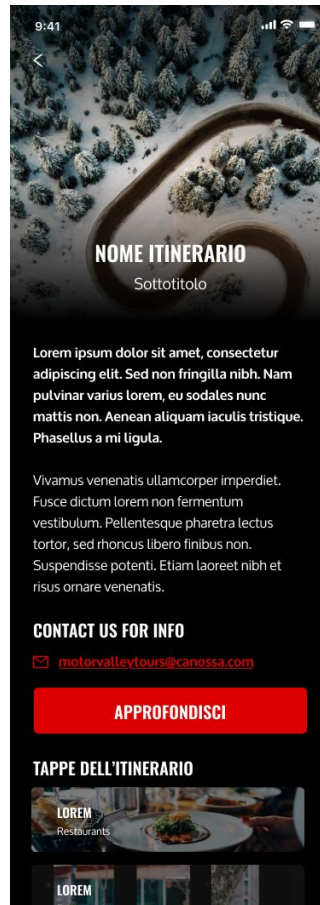 9:41
NOME ITINERARIO
Sottotitolo
Lorem ipsum dolor sit amet, consectetur
adipiscing elit. Sed non fringilla nibh. Nam
pulvinar varius lorem, eu sodales nunc
mattis non. Aenean aliquam iaculis tristique.
Phasellus a mi ligula.
Vivamus venenatis ullamcorper imperdiet.
Fusce dictum lorem non fermentum
vestibulum. Pellentesque pharetra lectus
tortor, sed rhoncus libero finibus non.
Suspendisse potenti. Etiam laoreet nibh et
risus ornare venenatis.
CONTACT US FOR INFO
motorvalleytours@canossa.com
APPROFONDISCI
TAPPE DELL'ITINERARIO
LOREM
Restaurants
LOREM